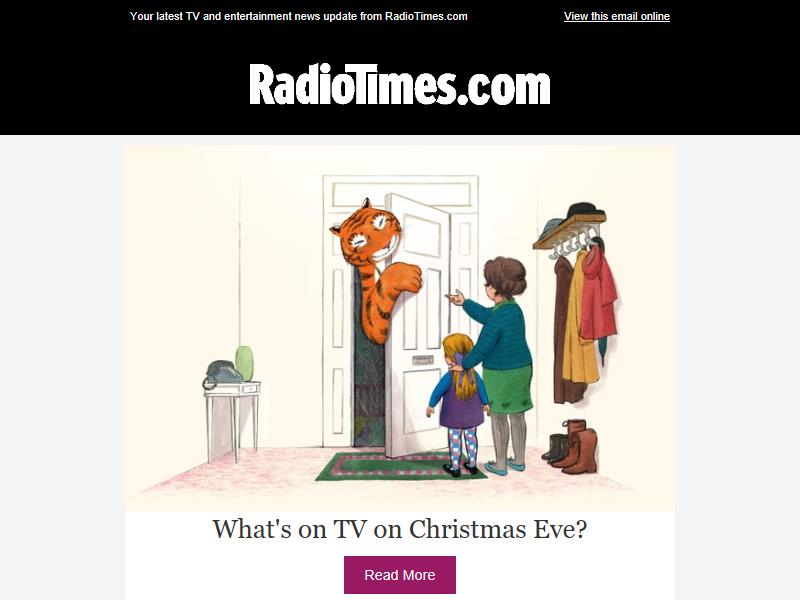 Your latest TV and entertainment news update from RadioTimes.com
View this email online
RadioTimes.com
What's on TV on Christmas Eve?
Read More